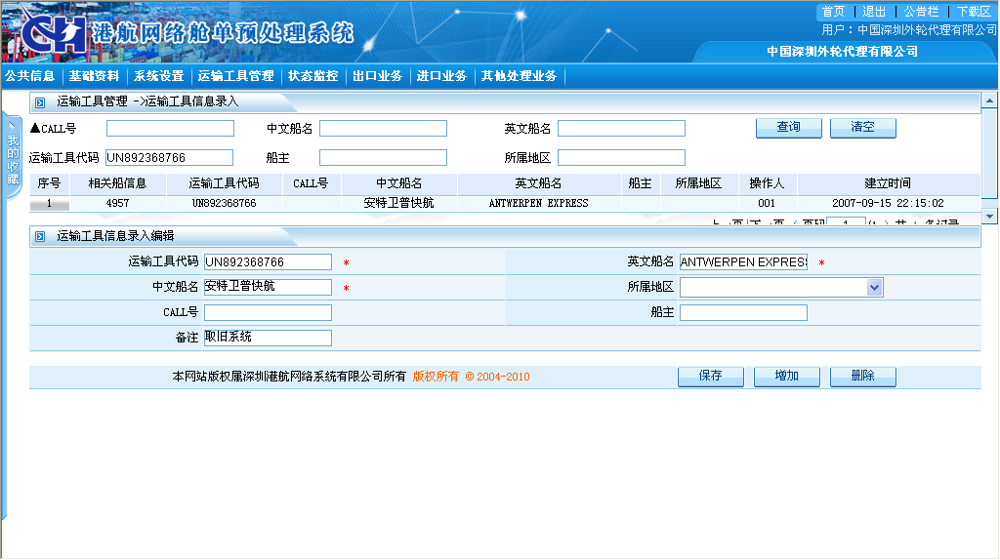 首页 退出 公告栏 下载区
CH 港航网络舱单预处理系统
用户：中国深圳外轮代理有限公司
中国深圳外轮代理有限公司
公共信息 基础资料 系统设置 运输工具管理 状态监控 出口业务 进口业务 其他处理业务
我的收藏
运输工具管理 ->运输工具信息录入
▲CALL号 中文船名 英文船名 查询 清空
运输工具代码 UN892368766 船主 所属地区
序号 相关船信息 运输工具代码 CALL号 中文船名 英文船名 船主 所属地区 操作人 建立时间
1 4957 UN892368766 安特卫普快航 ANTWERPEN EXPRESS 001 2007-09-15 22:15:02
运输工具信息录入编辑
运输工具代码 UN892368766 * 英文船名 ANTWERPEN EXPRES *
中文船名 安特卫普快航 * 所属地区
CALL号 船主
备注 取旧系统
本网站版权属深圳港航网络系统有限公司所有 版权所有 © 2004-2010 保存 增加 删除